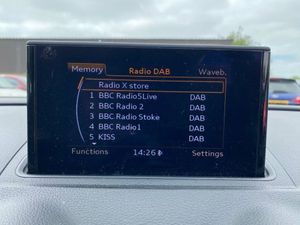 Memory Radio DAB Waveb.
Radio X store
1 BBC Radio5Live DAB
2 BBC Radio 2 DAB
3 BBC Radio Stoke DAB
4 BBC Radio1 DAB
5 KISS DAB
Functions 14:26 Settings